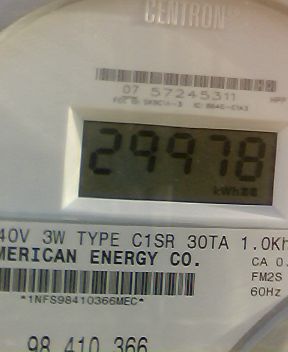 CENTRON
07 57245311
29978
kWh
40V 3W TYPE C1SR 30TA 1.0Kh
MERICAN ENERGY CO.
CA 0.
FM2S
*1NFS98410366MEC*
60Hz
98 410 366